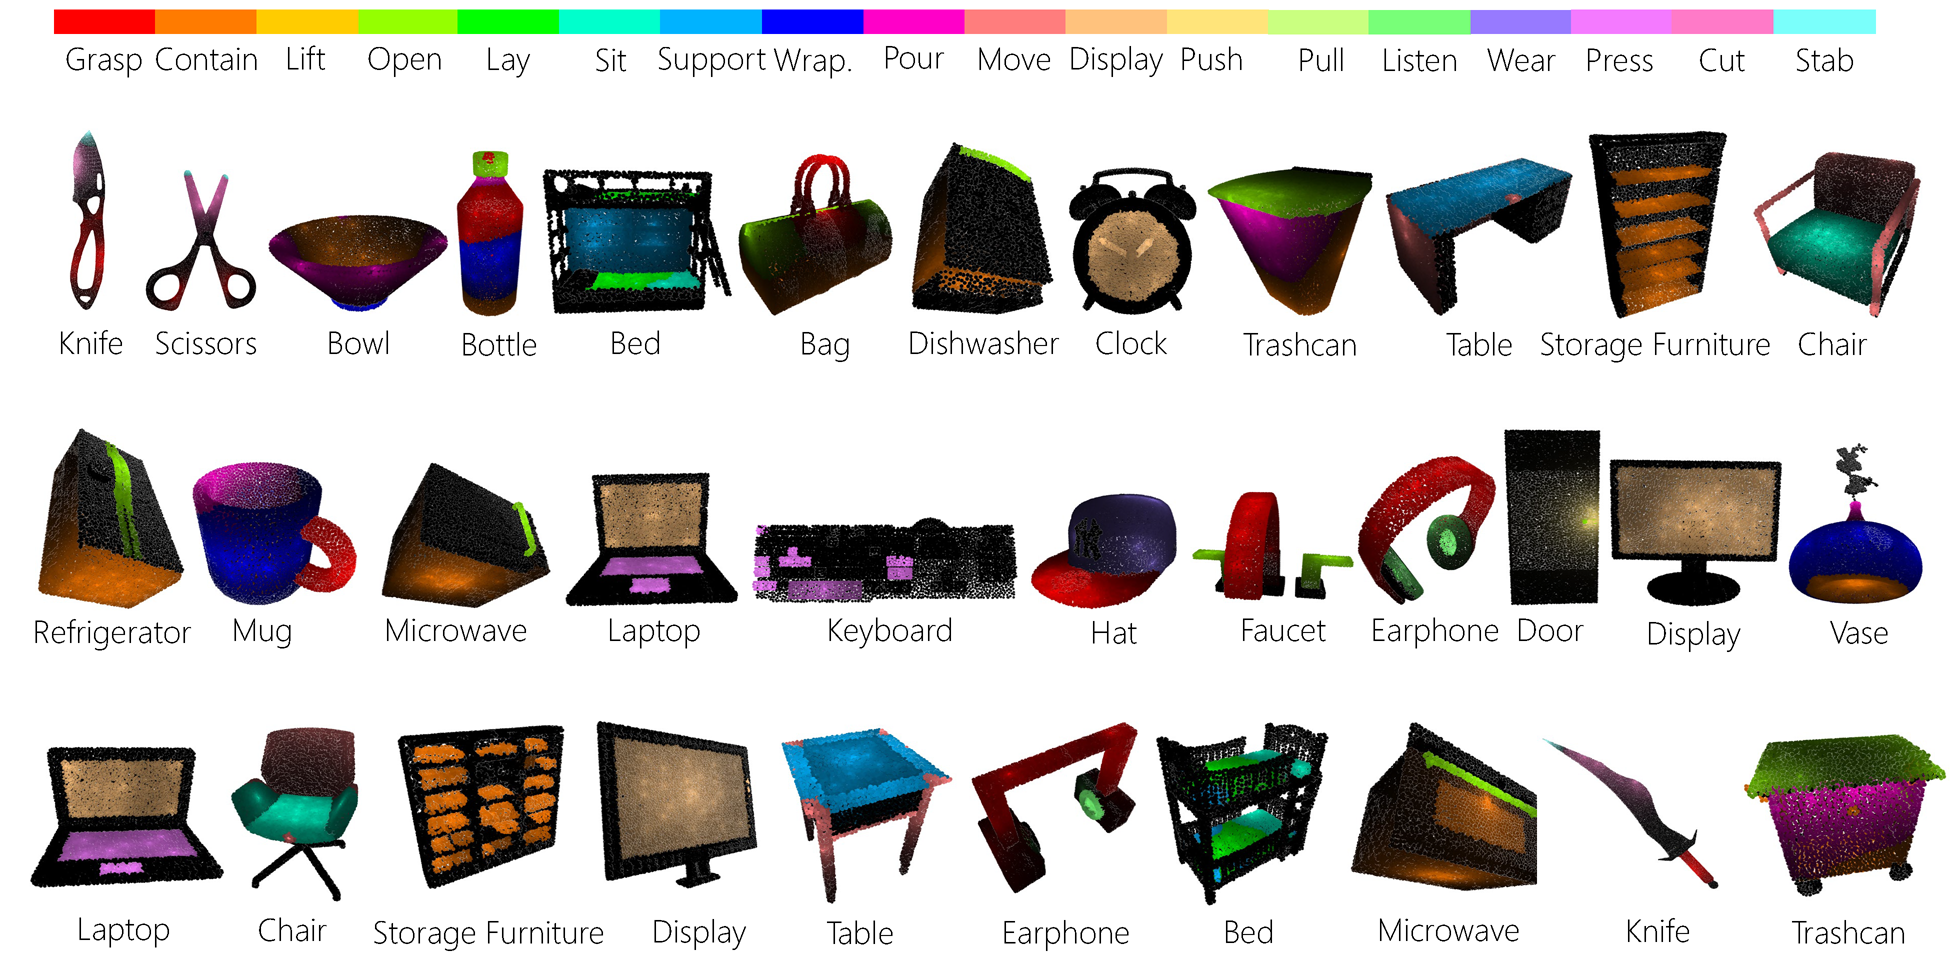 Grasp Contain Lift Open Lay Sit Support Wrap. Pour Move Display Push Pull Listen Wear Press Cut Stab
Knife Scissors Bowl Bottle Bed Bag Dishwasher Clock Trashcan Table Storage Furniture Chair
Refrigerator Mug Microwave Laptop Keyboard Hat Faucet Earphone Door Display Vase
Laptop Chair Storage Furniture Display Table Earphone Bed Microwave Knife Trashcan